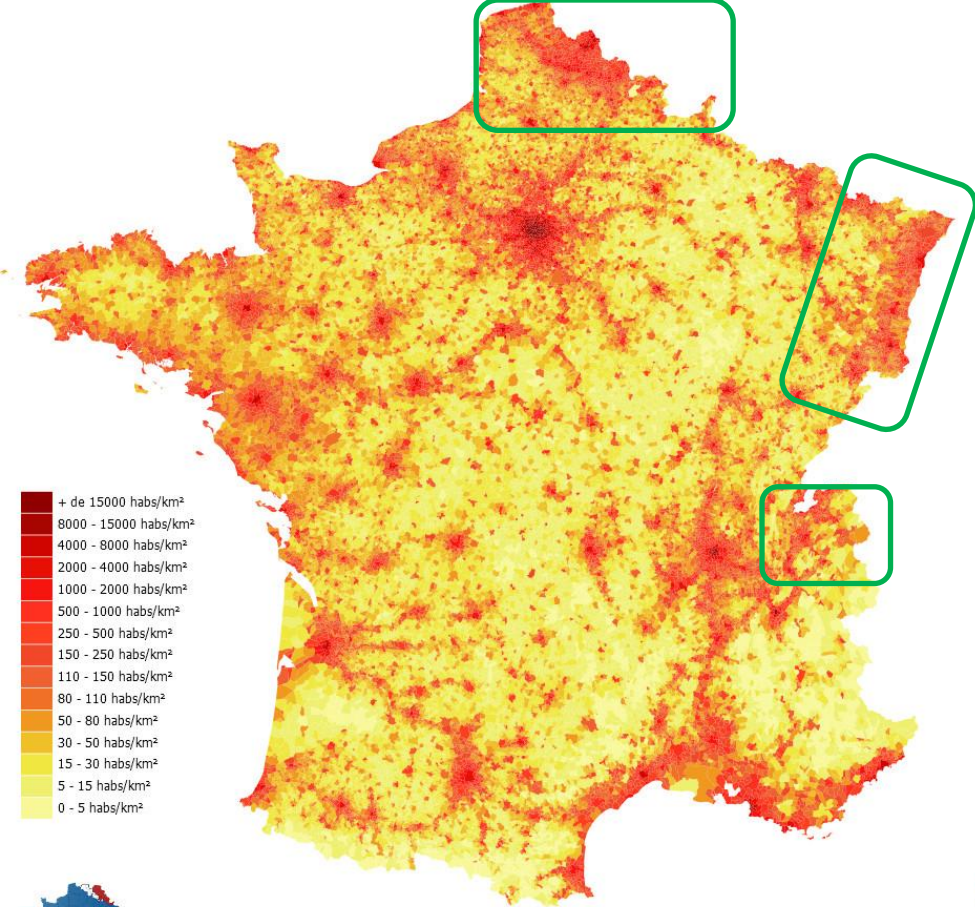 + de 15000 habs/km²
8000 - 15000 habs/km²
4000 - 8000 habs/km²
2000 - 4000 habs/km²
1000 - 2000 habs/km²
500 - 1000 habs/km²
250 - 500 habs/km²
150 - 250 habs/km²
110 - 150 habs/km²
80 - 110 habs/km²
50 - 80 habs/km²
30 - 50 habs/km²
15 - 30 habs/km²
5 - 15 habs/km²
0 - 5 habs/km²